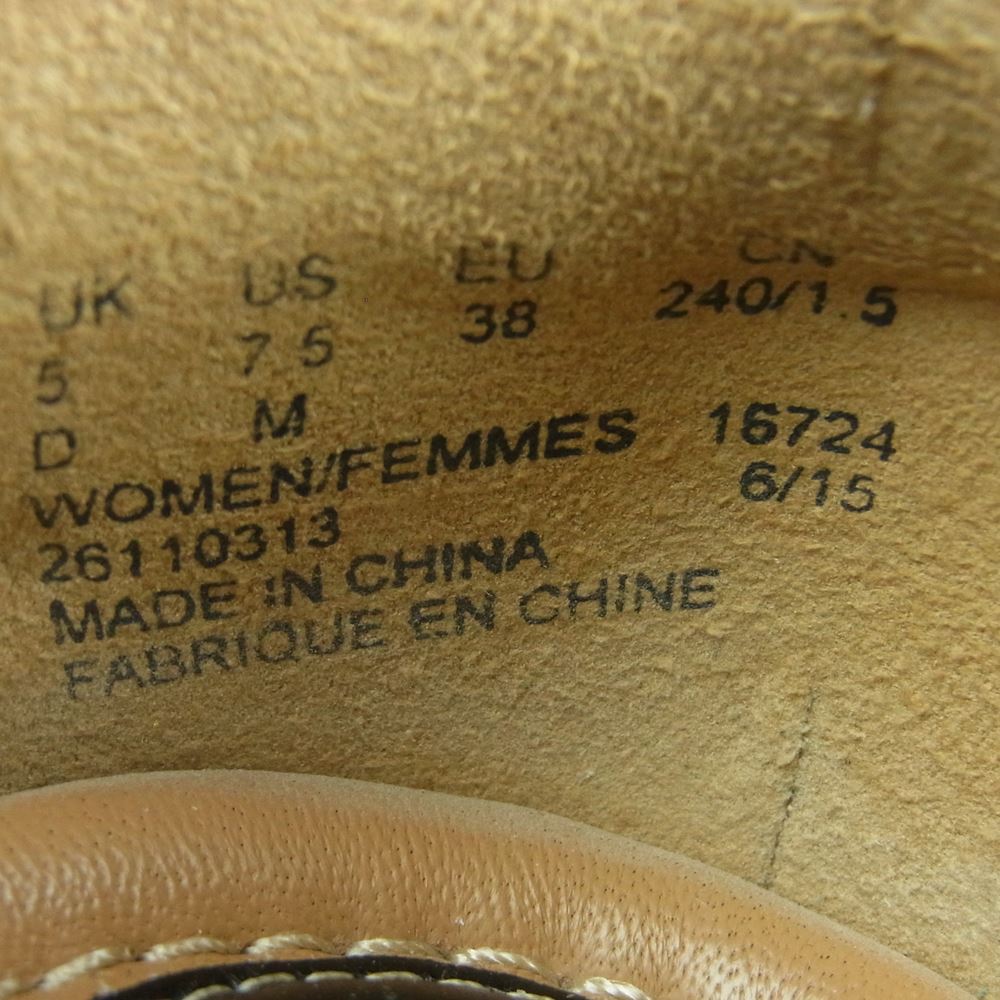 UK US EU CN
5 7.5 38 240/1.5
D M
WOMEN/FEMMES 16724
26110313 6/15
MADE IN CHINA
FABRIQUE EN CHINE